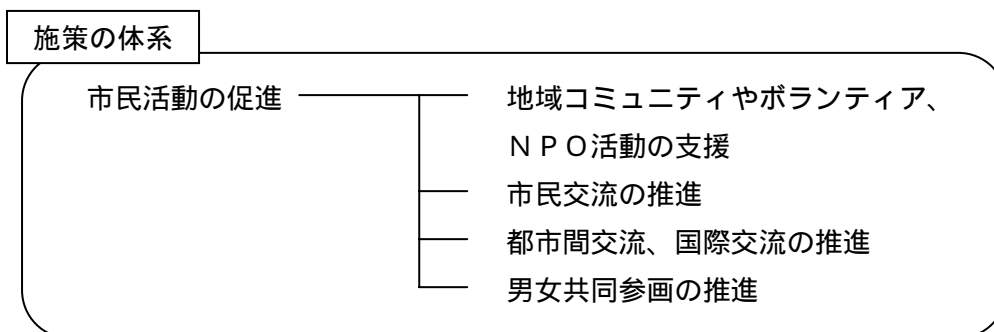 施策の体系
市民活動の促進
地域コミュニティやボランティア、
ＮＰＯ活動の支援
市民交流の推進
都市間交流、国際交流の推進
男女共同参画の推進